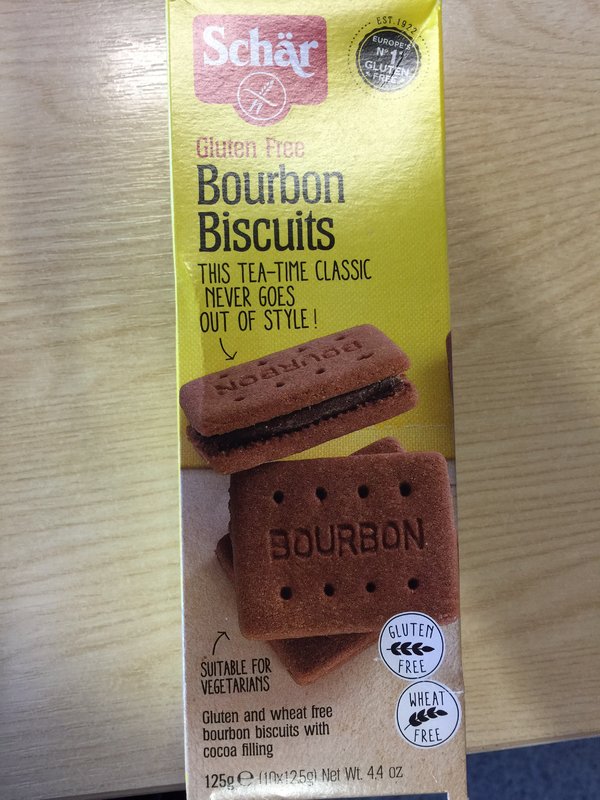 Schär
EST. 1922
EUROPE'S
Nº 1
GLUTEN
FREE
Gluten Free
Bourbon
Biscuits
THIS TEA-TIME CLASSIC
NEVER GOES
OUT OF STYLE!
BOURBON
BOURBON
GLUTEN
FREE
SUITABLE FOR
VEGETARIANS
WHEAT
FREE
Gluten and wheat free
bourbon biscuits with
cocoa filling
125g ℮ (10x12.5g) Net Wt. 4.4 oz